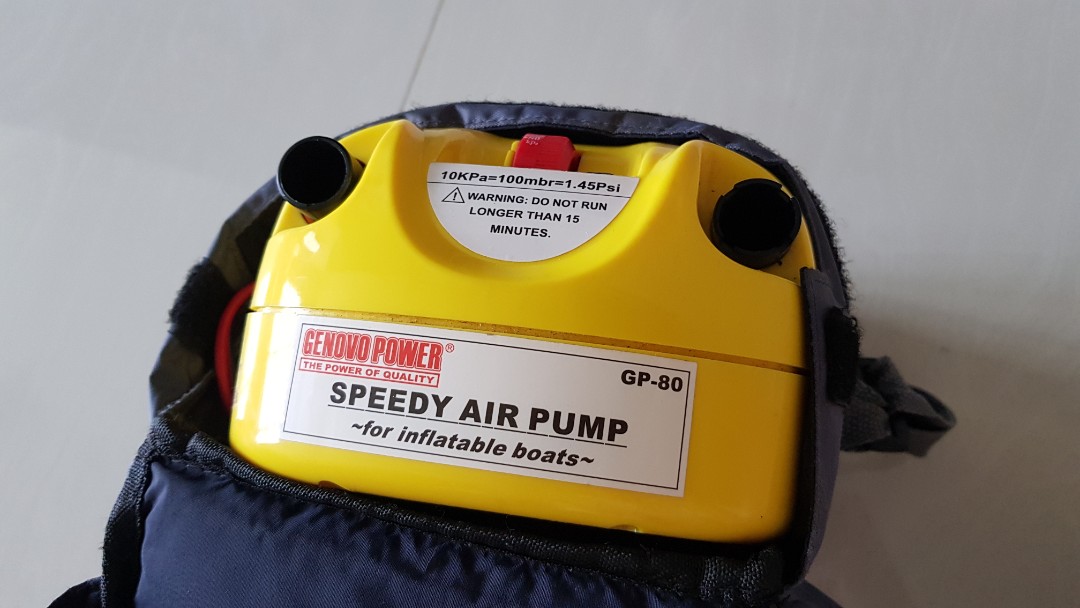 10KPa=100mbr=1.45Psi
WARNING: DO NOT RUN
LONGER THAN 15
MINUTES.
GENOVO POWER®
THE POWER OF QUALITY
GP-80
SPEEDY AIR PUMP
~for inflatable boats~